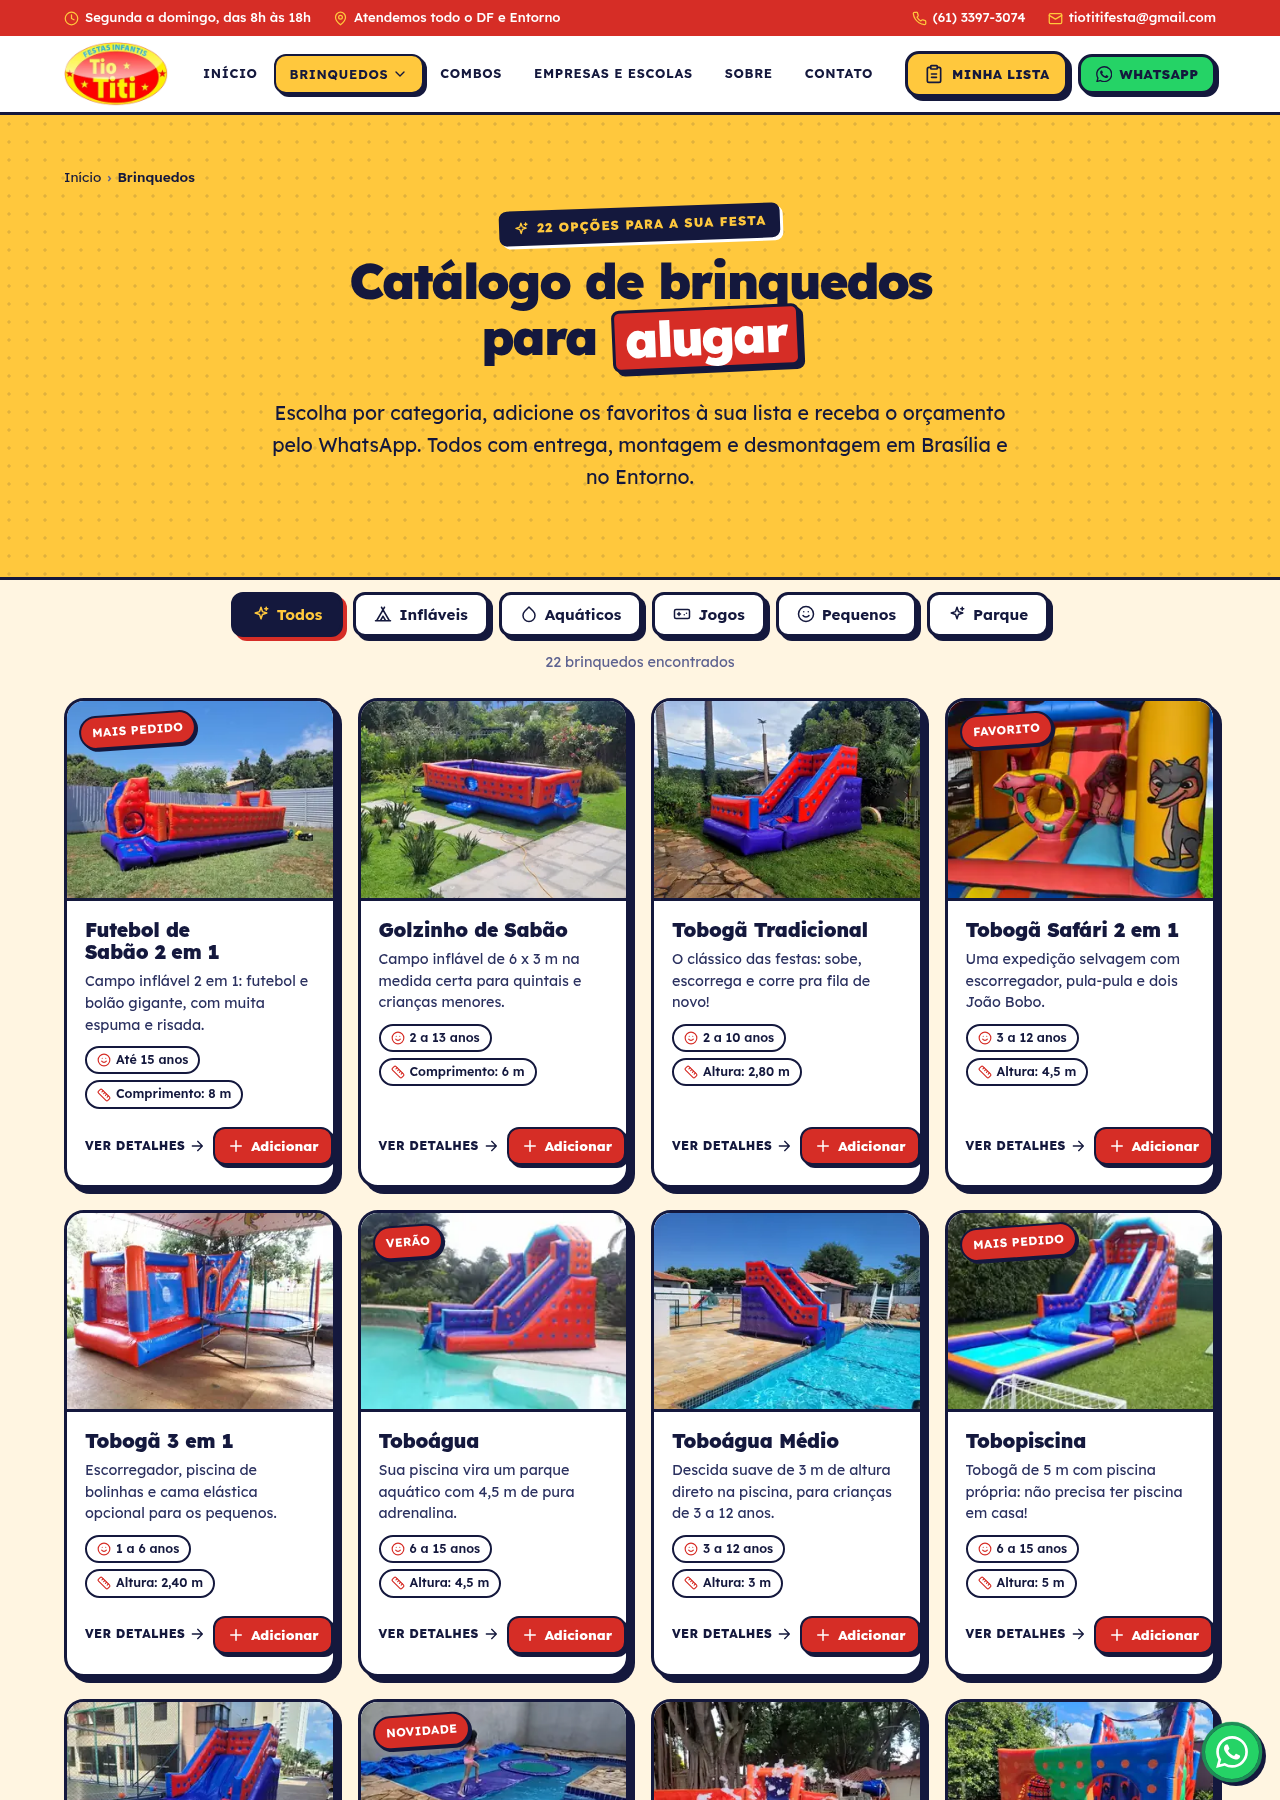 Segunda a domingo, das 8h às 18h
Atendemos todo o DF e Entorno
(61) 3397-3074
tiotitifesta@gmail.com
FESTAS INFANTIS
Tio
Titi
INÍCIO
BRINQUEDOS
COMBOS
EMPRESAS E ESCOLAS
SOBRE
CONTATO
MINHA LISTA
WHATSAPP
Início › Brinquedos
22 OPÇÕES PARA A SUA FESTA
Catálogo de brinquedos
para alugar
Escolha por categoria, adicione os favoritos à sua lista e receba o orçamento
pelo WhatsApp. Todos com entrega, montagem e desmontagem em Brasília e
no Entorno.
Todos
Infláveis
Aquáticos
Jogos
Pequenos
Parque
22 brinquedos encontrados
MAIS PEDIDO
Futebol de
Sabão 2 em 1
Campo inflável 2 em 1: futebol e
bolão gigante, com muita
espuma e risada.
Até 15 anos
Comprimento: 8 m
VER DETALHES
Adicionar
Golzinho de Sabão
Campo inflável de 6 x 3 m na
medida certa para quintais e
crianças menores.
2 a 13 anos
Comprimento: 6 m
VER DETALHES
Adicionar
Tobogã Tradicional
O clássico das festas: sobe,
escorrega e corre pra fila de
novo!
2 a 10 anos
Altura: 2,80 m
VER DETALHES
Adicionar
FAVORITO
Tobogã Safári 2 em 1
Uma expedição selvagem com
escorregador, pula-pula e dois
João Bobo.
3 a 12 anos
Altura: 4,5 m
VER DETALHES
Adicionar
Tobogã 3 em 1
Escorregador, piscina de
bolinhas e cama elástica
opcional para os pequenos.
1 a 6 anos
Altura: 2,40 m
VER DETALHES
Adicionar
VERÃO
Toboágua
Sua piscina vira um parque
aquático com 4,5 m de pura
adrenalina.
6 a 15 anos
Altura: 4,5 m
VER DETALHES
Adicionar
Toboágua Médio
Descida suave de 3 m de altura
direto na piscina, para crianças
de 3 a 12 anos.
3 a 12 anos
Altura: 3 m
VER DETALHES
Adicionar
MAIS PEDIDO
Tobopiscina
Tobogã de 5 m com piscina
própria: não precisa ter piscina
em casa!
6 a 15 anos
Altura: 5 m
VER DETALHES
Adicionar
NOVIDADE